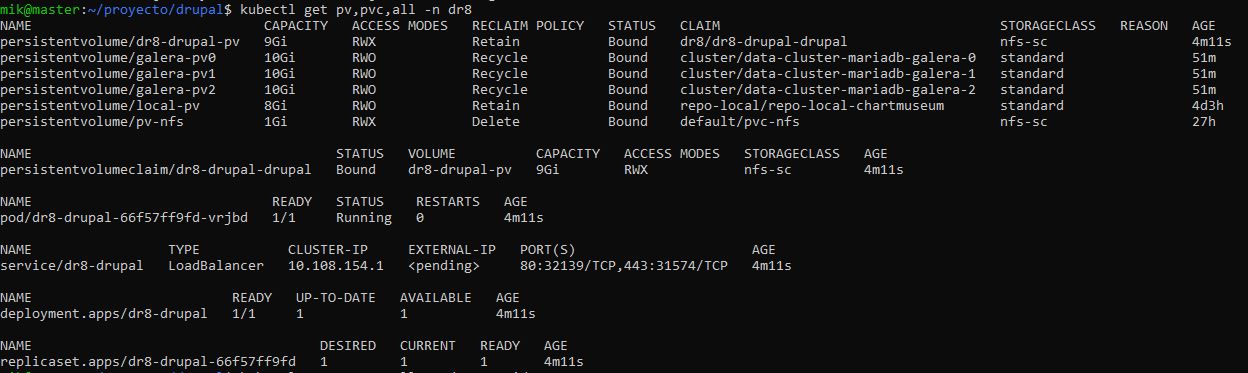 mik@master:~/proyecto/drupal$ kubectl get pv,pvc,all -n dr8
NAME CAPACITY ACCESS MODES RECLAIM POLICY STATUS CLAIM STORAGECLASS REASON AGE
persistentvolume/dr8-drupal-pv 9Gi RWX Retain Bound dr8/dr8-drupal-drupal nfs-sc 4m11s
persistentvolume/galera-pv0 10Gi RWO Recycle Bound cluster/data-cluster-mariadb-galera-0 standard 51m
persistentvolume/galera-pv1 10Gi RWO Recycle Bound cluster/data-cluster-mariadb-galera-1 standard 51m
persistentvolume/galera-pv2 10Gi RWO Recycle Bound cluster/data-cluster-mariadb-galera-2 standard 51m
persistentvolume/local-pv 8Gi RWO Retain Bound repo-local/repo-local-chartmuseum standard 4d3h
persistentvolume/pv-nfs 1Gi RWX Delete Bound default/pvc-nfs nfs-sc 27h
NAME STATUS VOLUME CAPACITY ACCESS MODES STORAGECLASS AGE
persistentvolumeclaim/dr8-drupal-drupal Bound dr8-drupal-pv 9Gi RWX nfs-sc 4m11s
NAME READY STATUS RESTARTS AGE
pod/dr8-drupal-66f57ff9fd-vrjbd 1/1 Running 0 4m11s
NAME TYPE CLUSTER-IP EXTERNAL-IP PORT(S) AGE
service/dr8-drupal LoadBalancer 10.108.154.1 <pending> 80:32139/TCP,443:31574/TCP 4m11s
NAME READY UP-TO-DATE AVAILABLE AGE
deployment.apps/dr8-drupal 1/1 1 1 4m11s
NAME DESIRED CURRENT READY AGE
replicaset.apps/dr8-drupal-66f57ff9fd 1 1 1 4m11s